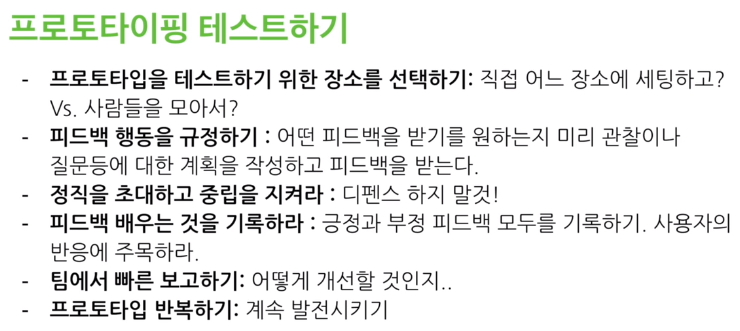 프로토타이핑 테스트하기
- 프로토타입을 테스트하기 위한 장소를 선택하기: 직접 어느 장소에 세팅하고?
Vs. 사람들을 모아서?
- 피드백 행동을 규정하기 : 어떤 피드백을 받기를 원하는지 미리 관찰이나
질문등에 대한 계획을 작성하고 피드백을 받는다.
- 정직을 초대하고 중립을 지켜라 : 디펜스 하지 말것!
- 피드백 배우는 것을 기록하라 : 긍정과 부정 피드백 모두를 기록하기. 사용자의
반응에 주목하라.
- 팀에서 빠른 보고하기: 어떻게 개선할 것인지..
- 프로토타입 반복하기: 계속 발전시키기